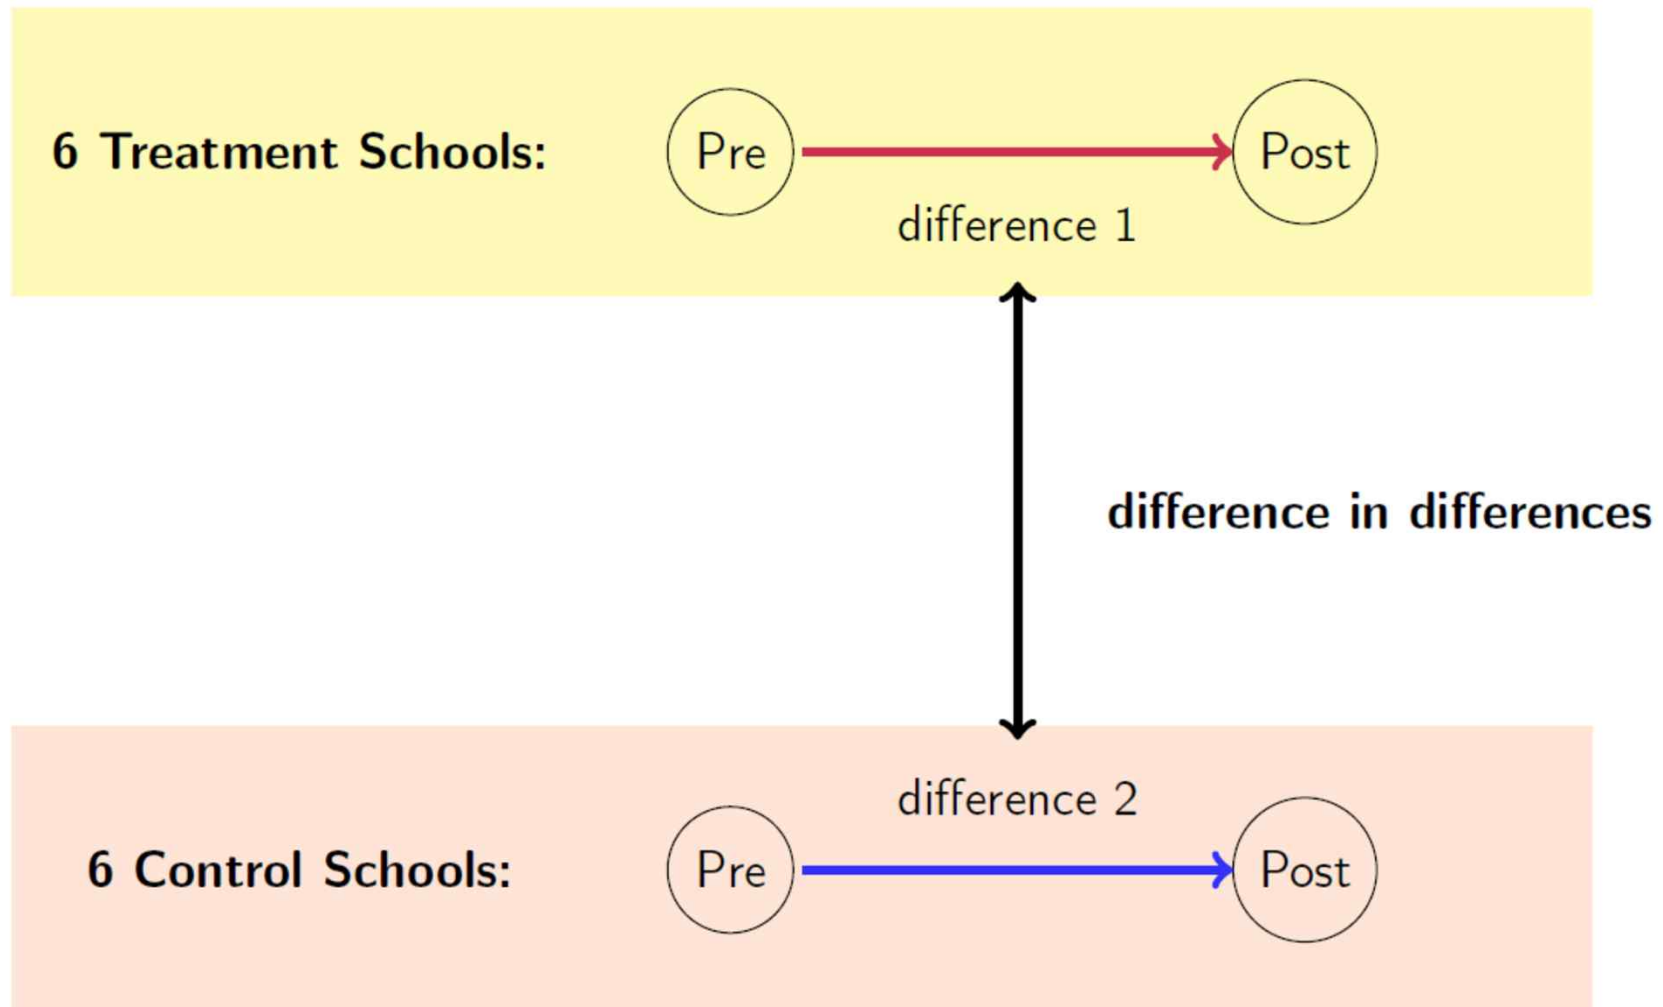 6 Treatment Schools:
Pre
Post
difference 1
difference in differences
difference 2
6 Control Schools:
Pre
Post